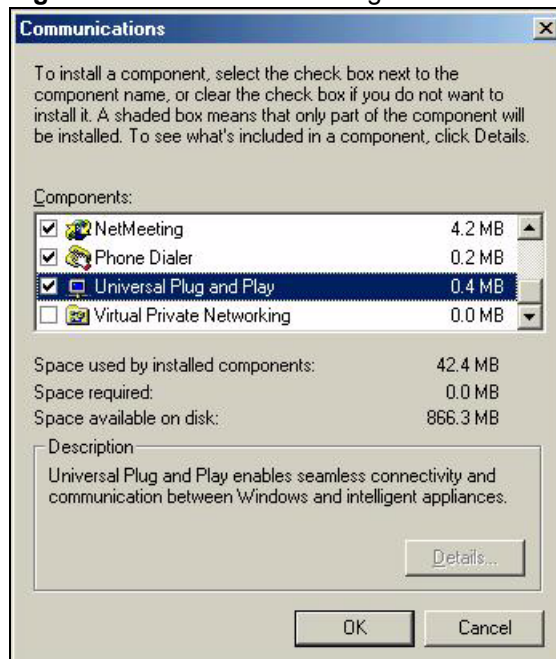 Communications
To install a component, select the check box next to the
component name, or clear the check box if you do not want to
install it. A shaded box means that only part of the component will
be installed. To see what's included in a component, click Details.
Components:
NetMeeting 4.2 MB
Phone Dialer 0.2 MB
Universal Plug and Play 0.4 MB
Virtual Private Networking 0.0 MB
Space used by installed components: 42.4 MB
Space required: 0.0 MB
Space available on disk: 866.3 MB
Description
Universal Plug and Play enables seamless connectivity and
communication between Windows and intelligent appliances.
Details...
OK Cancel